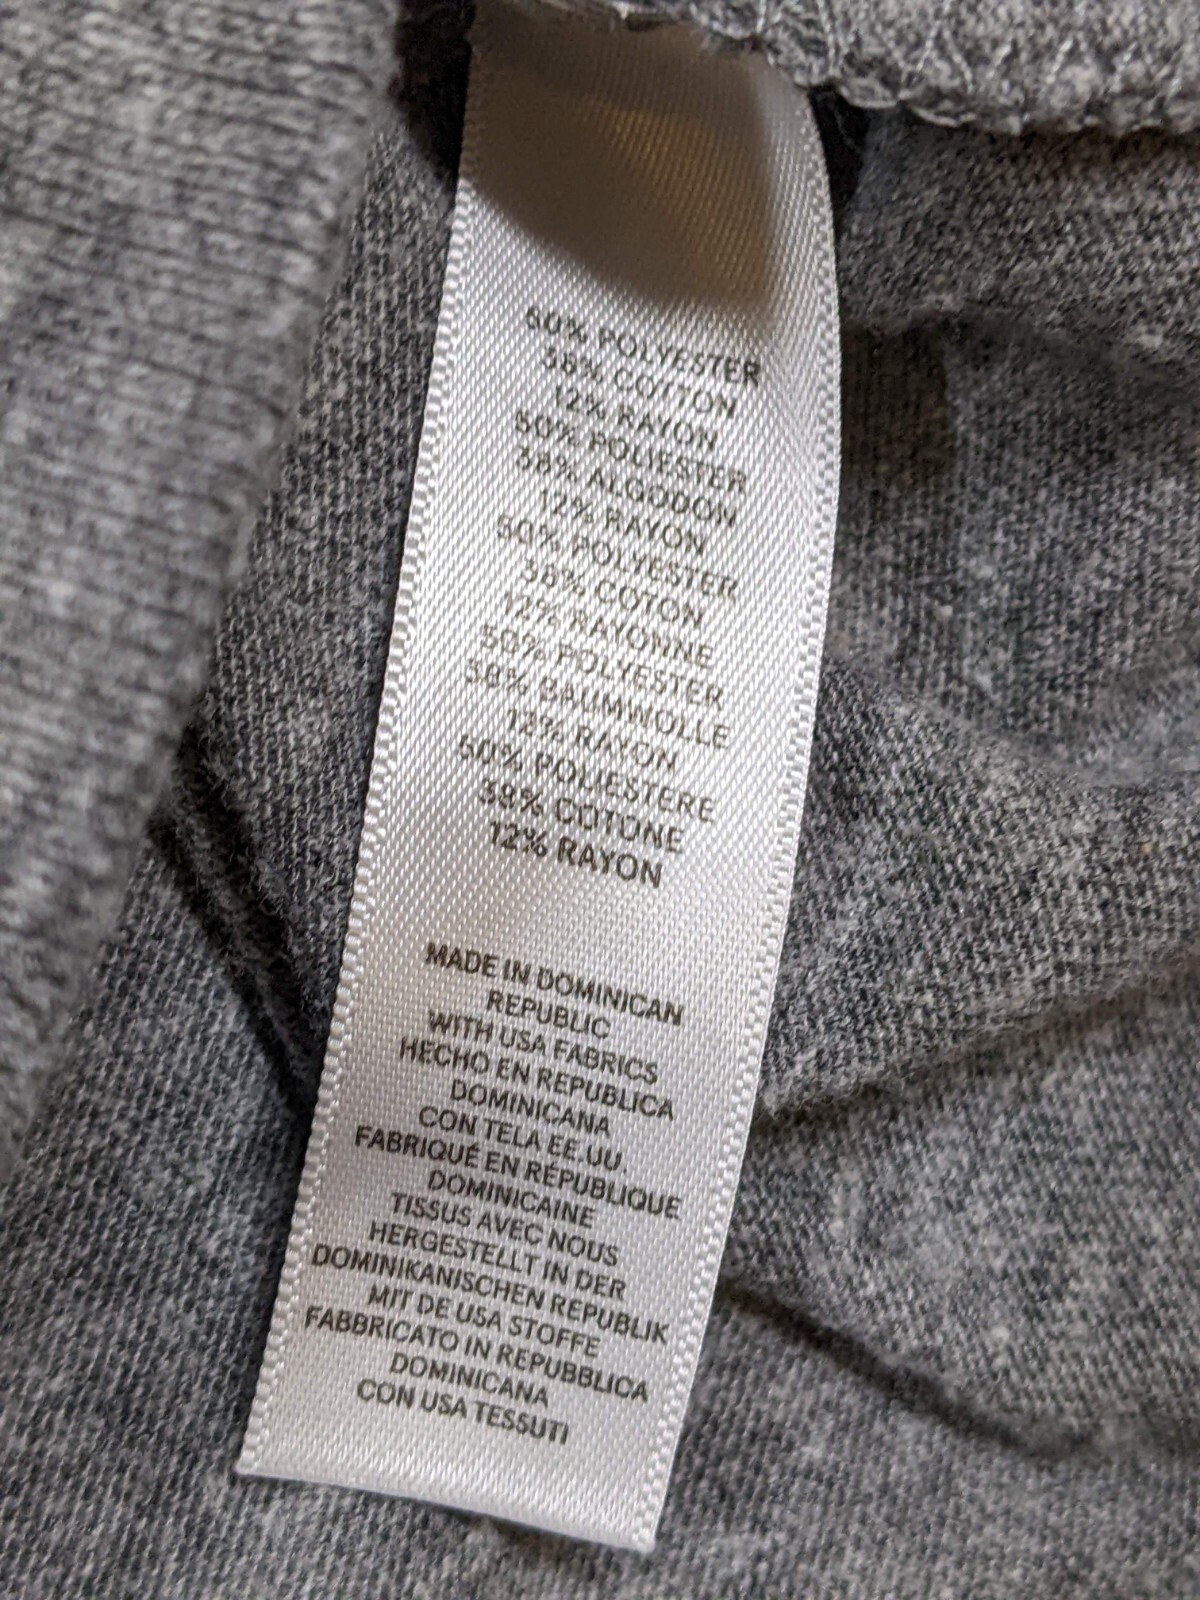 50% POLYESTER
38% COTTON
12% RAYON
50% POLIESTER
38% ALGODON
12% RAYON
50% POLYESTER
38% COTON
12% RAYONNE
50% POLYESTER
38% BAUMWOLLE
12% RAYON
50% POLIESTERE
38% COTONE
12% RAYON
MADE IN DOMINICAN
REPUBLIC
WITH USA FABRICS
HECHO EN REPUBLICA
DOMINICANA
CON TELA EE.UU.
FABRIQUÉ EN RÉPUBLIQUE
DOMINICAINE
TISSUS AVEC NOUS
HERGESTELLT IN DER
DOMINIKANISCHEN REPUBLIK
MIT DE USA STOFFE
FABBRICATO IN REPUBBLICA
DOMINICANA
CON USA TESSUTI